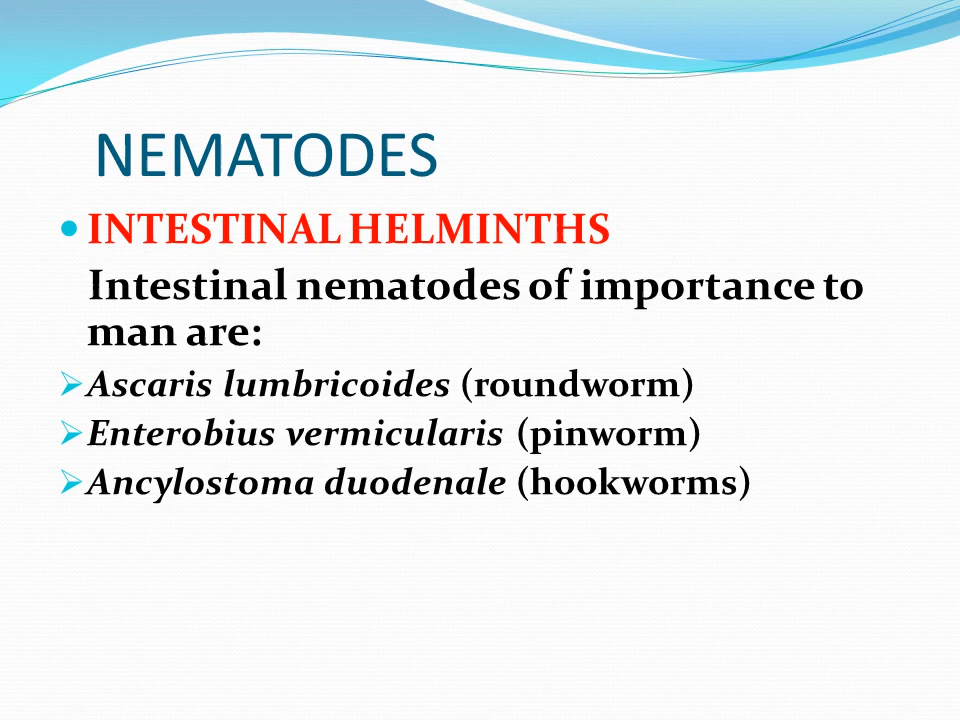 NEMATODES
INTESTINAL HELMINTHS
Intestinal nematodes of importance to
man are:
Ascaris lumbricoides (roundworm)
Enterobius vermicularis (pinworm)
Ancylostoma duodenale (hookworms)